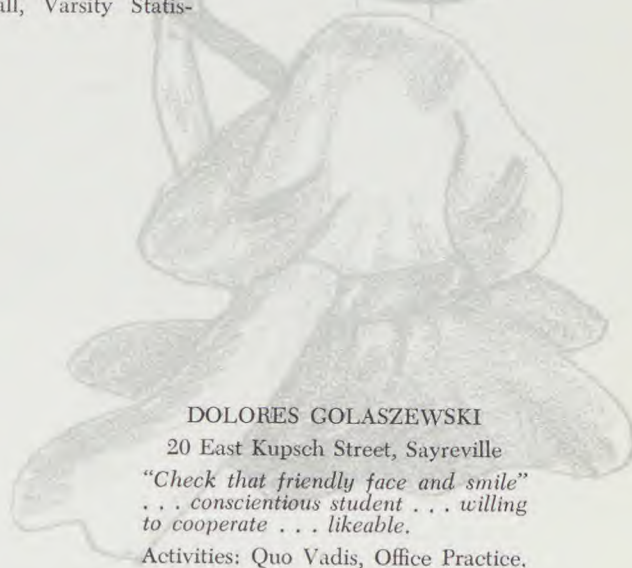 all, Varsity Statis-
DOLORES GOLASZEWSKI
20 East Kupsch Street, Sayreville
"Check that friendly face and smile"
. . . conscientious student . . . willing
to cooperate . . . likeable.
Activities: Quo Vadis, Office Practice.